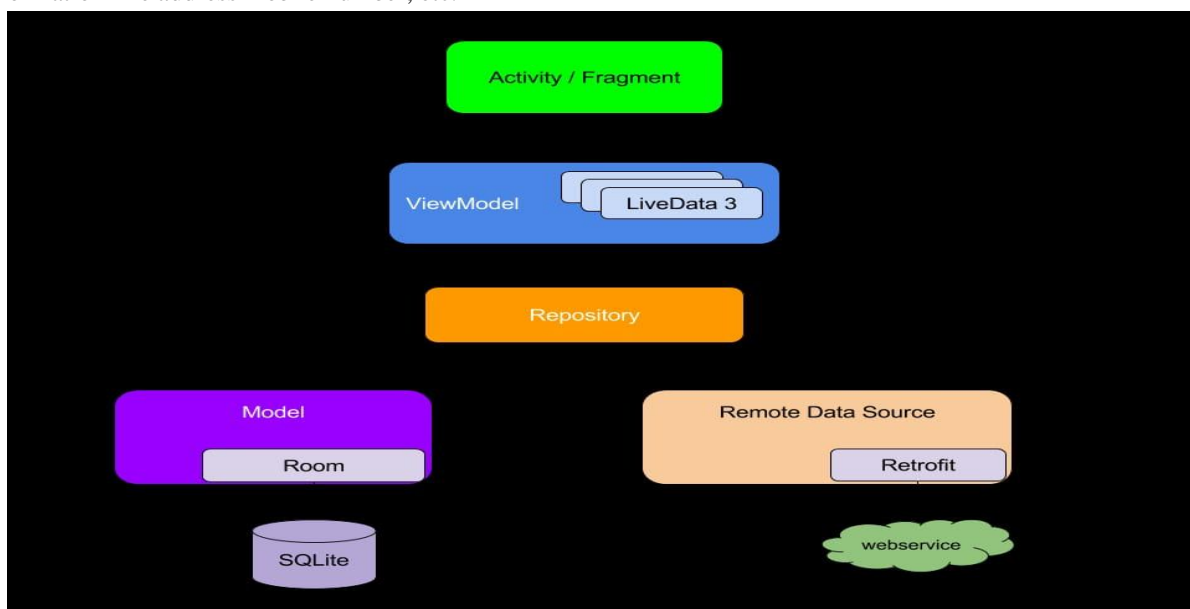 Activity / Fragment
ViewModel
LiveData 3
Repository
Model
Remote Data Source
Room
Retrofit
SQLite
webservice